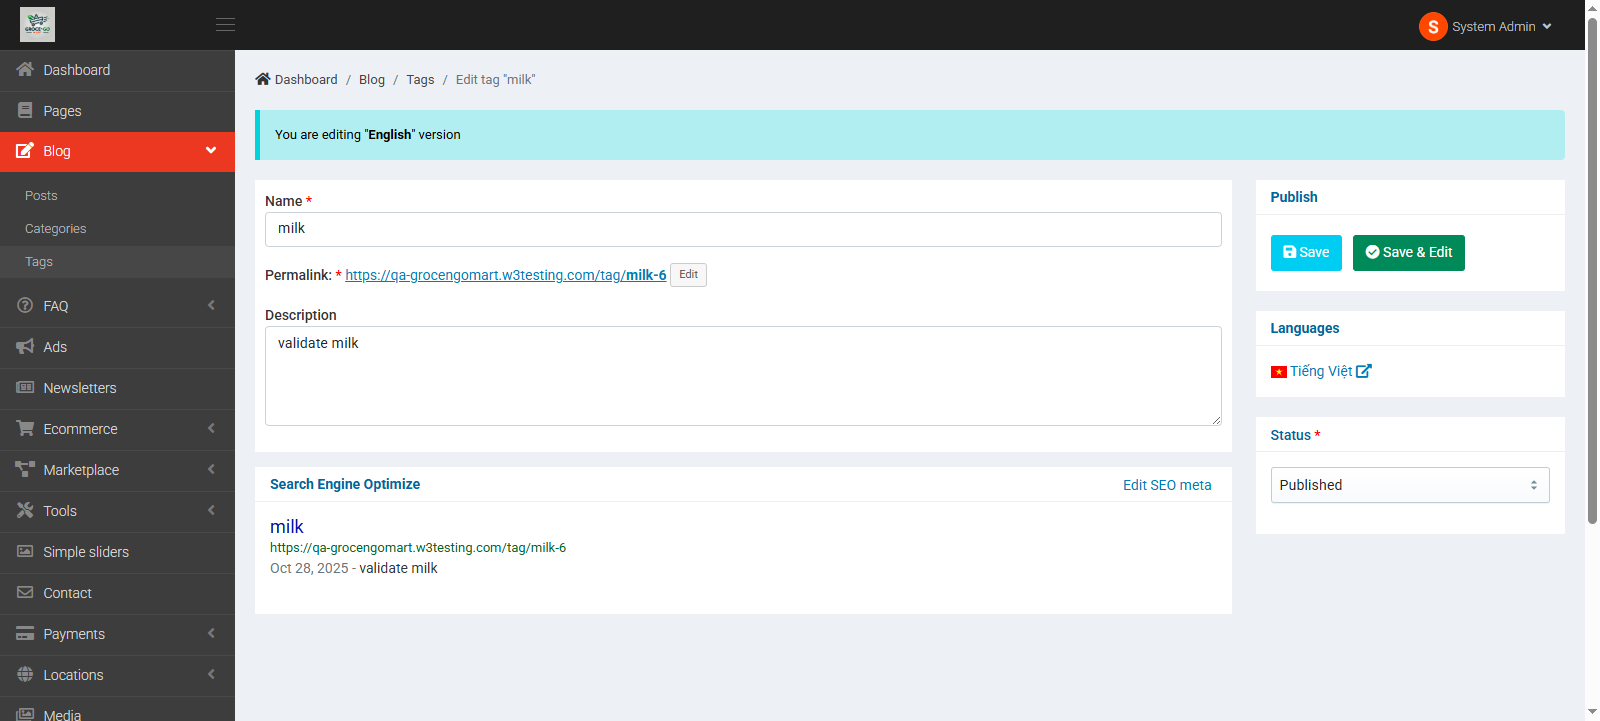 GROCE-GO
System Admin
Dashboard
Pages
Blog
Posts
Categories
Tags
FAQ
Ads
Newsletters
Ecommerce
Marketplace
Tools
Simple sliders
Contact
Payments
Locations
Media
Dashboard / Blog / Tags / Edit tag "milk"
You are editing "English" version
Name *
milk
Permalink: * https://qa-grocengomart.w3testing.com/tag/milk-6 Edit
Description
validate milk
Search Engine Optimize
Edit SEO meta
milk
https://qa-grocengomart.w3testing.com/tag/milk-6
Oct 28, 2025 - validate milk
Publish
Save
Save & Edit
Languages
Tiếng Việt
Status *
Published